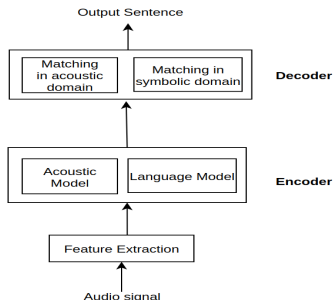 Output Sentence
Matching
in acoustic
domain
Matching in
symbolic domain
Decoder
Acoustic
Model
Language Model
Encoder
Feature Extraction
Audio signal